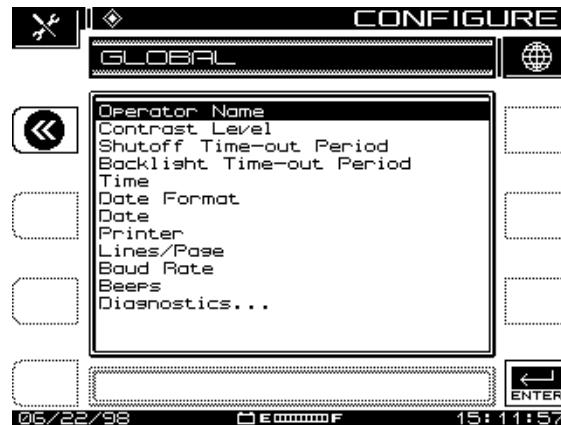 CONFIGURE
GLOBAL
Operator Name
Contrast Level
Shutoff Time-out Period
Backlight Time-out Period
Time
Date Format
Date
Printer
Lines/Page
Baud Rate
Beeps
Diagnostics...
ENTER
06/22/98 E F 15:11:57